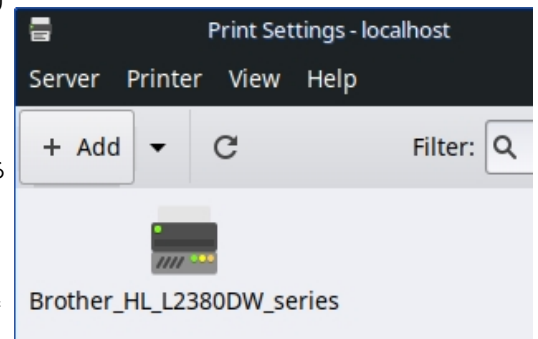 Print Settings - localhost
Server Printer View Help
+ Add Filter:
Brother_HL_L2380DW_series